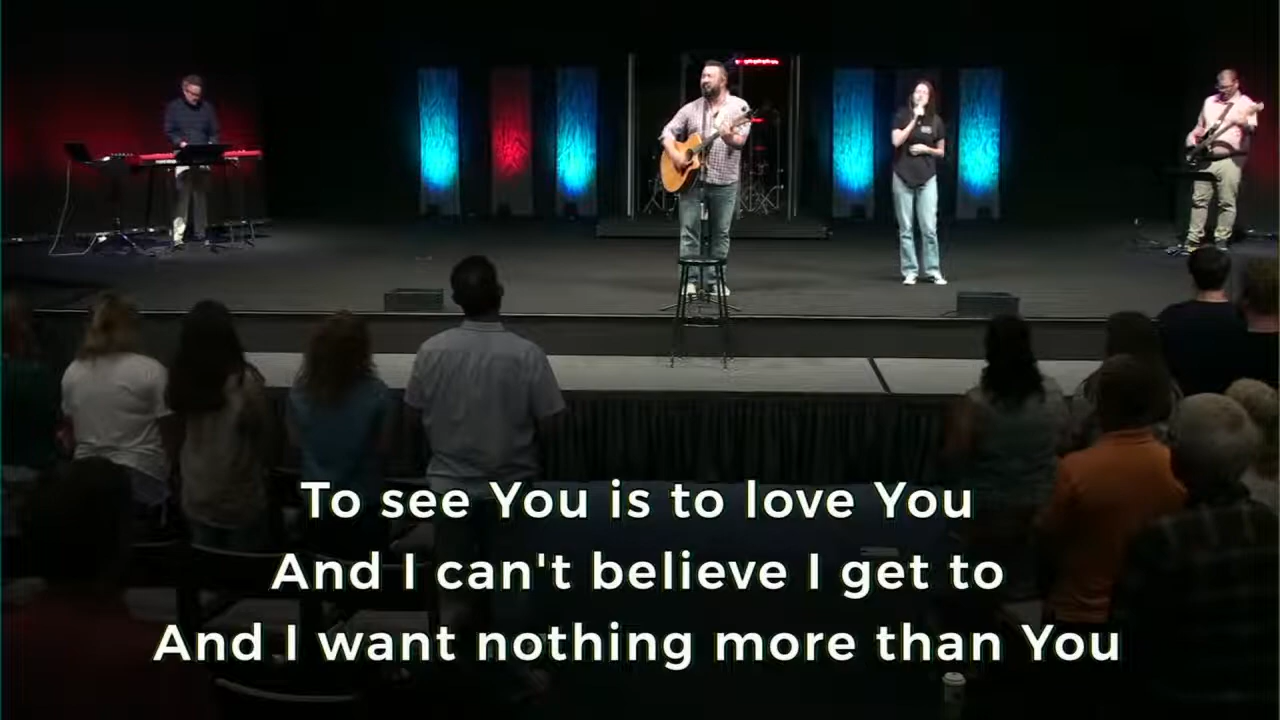 To see You is to love You
And I can't believe I get to
And I want nothing more than You